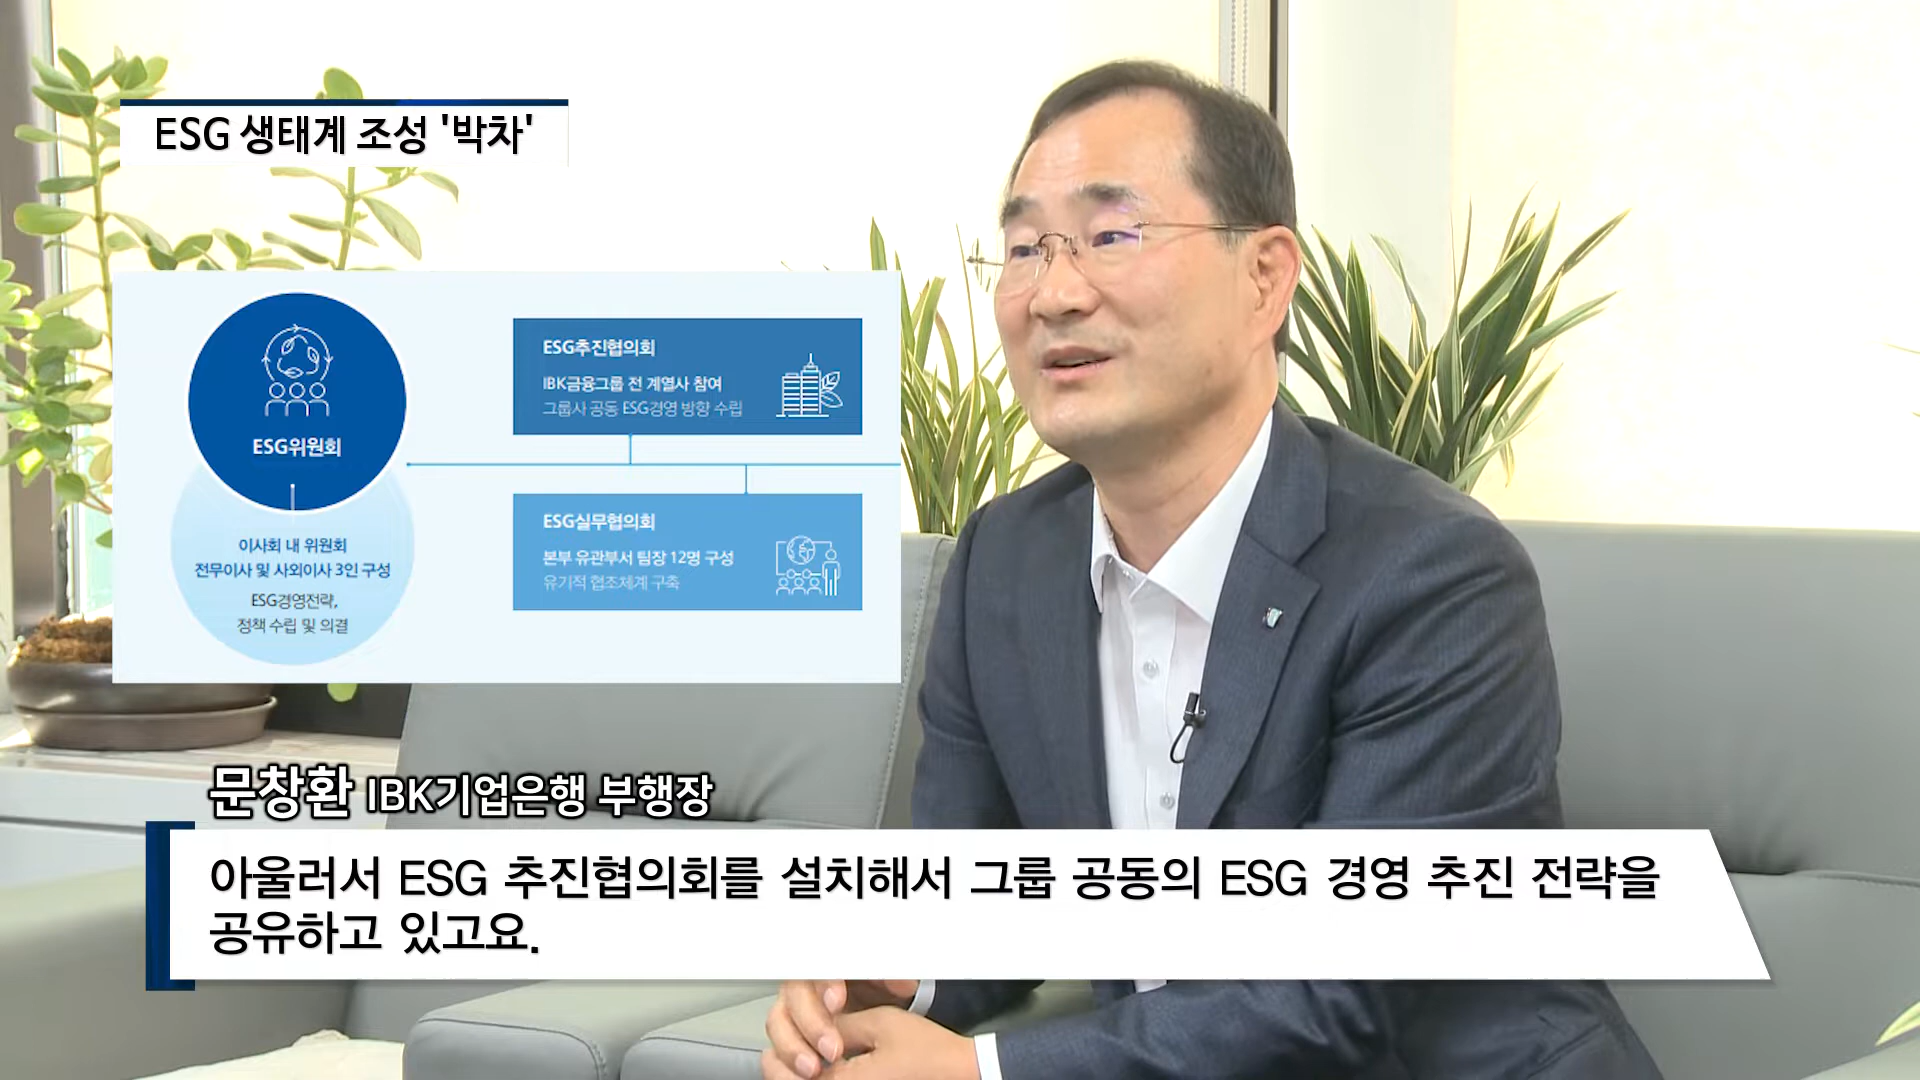 ESG 생태계 조성 '박차'
ESG위원회
이사회 내 위원회
전무이사 및 사외이사 3인 구성
ESG경영전략,
정책 수립 및 의결
ESG추진협의회
IBK금융그룹 전 계열사 참여
그룹사 공동 ESG경영 방향 수립
ESG실무협의회
본부 유관부서 팀장 12명 구성
유기적 협조체계 구축
문창환 IBK기업은행 부행장
아울러서 ESG 추진협의회를 설치해서 그룹 공동의 ESG 경영 추진 전략을
공유하고 있고요.